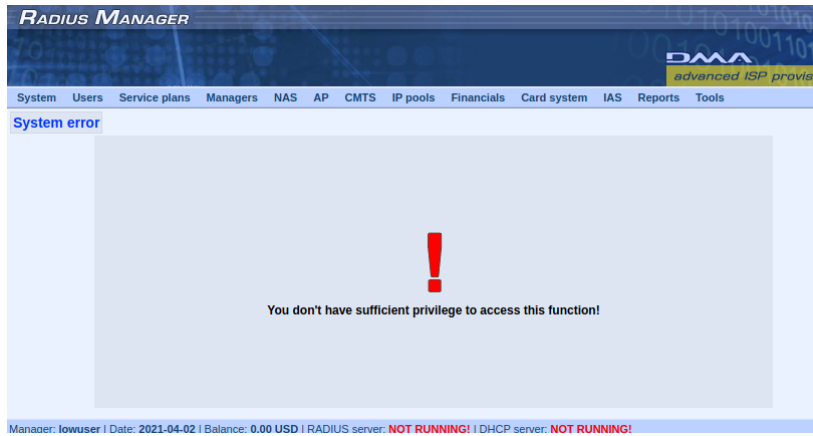 RADIUS MANAGER
DMA
advanced ISP provis
System Users Service plans Managers NAS AP CMTS IP pools Financials Card system IAS Reports Tools
System error
!
You don't have sufficient privilege to access this function!
Manager: lowuser | Date: 2021-04-02 | Balance: 0.00 USD | RADIUS server: NOT RUNNING! | DHCP server: NOT RUNNING!